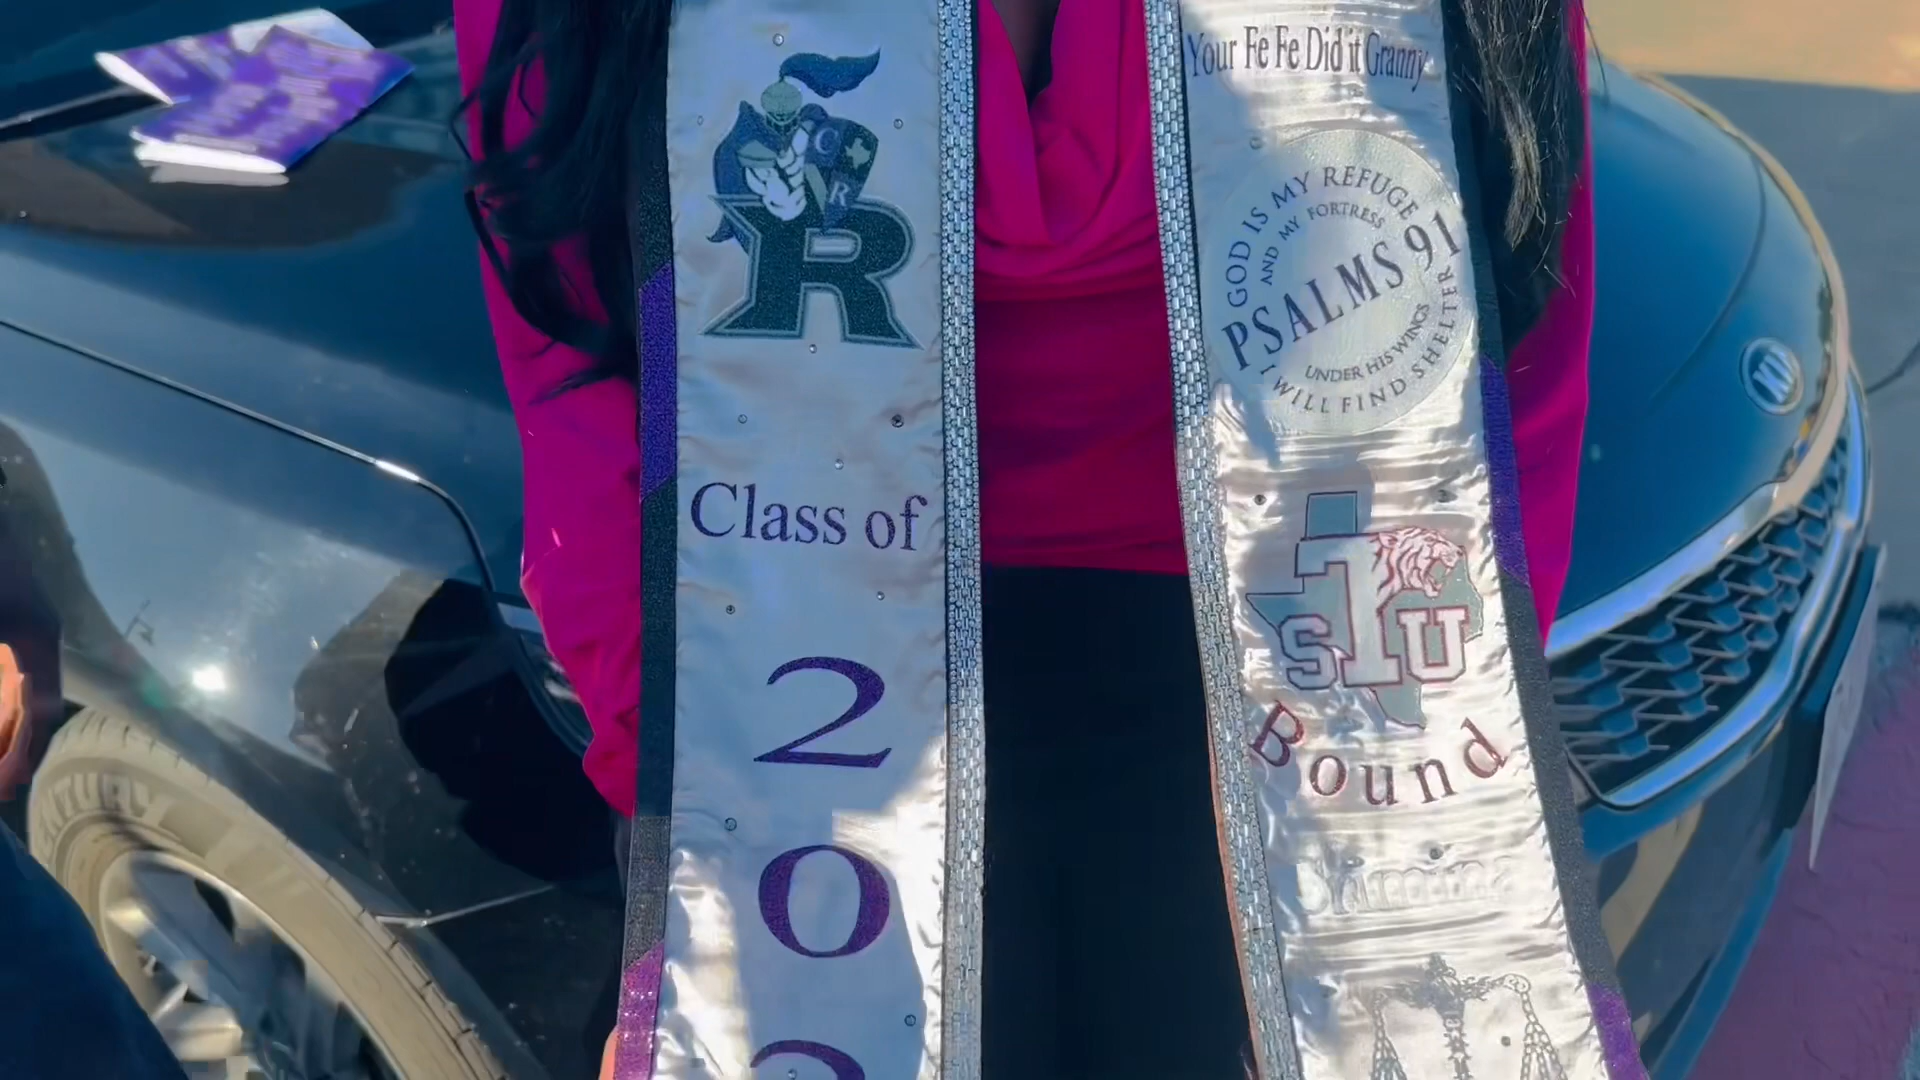 C
R
R
Class of
2
0
2
Your Fe Fe Did it Granny
GOD IS MY REFUGE
AND MY FORTRESS
PSALMS 91
UNDER HIS WINGS
I WILL FIND SHELTER
TSU
Bound